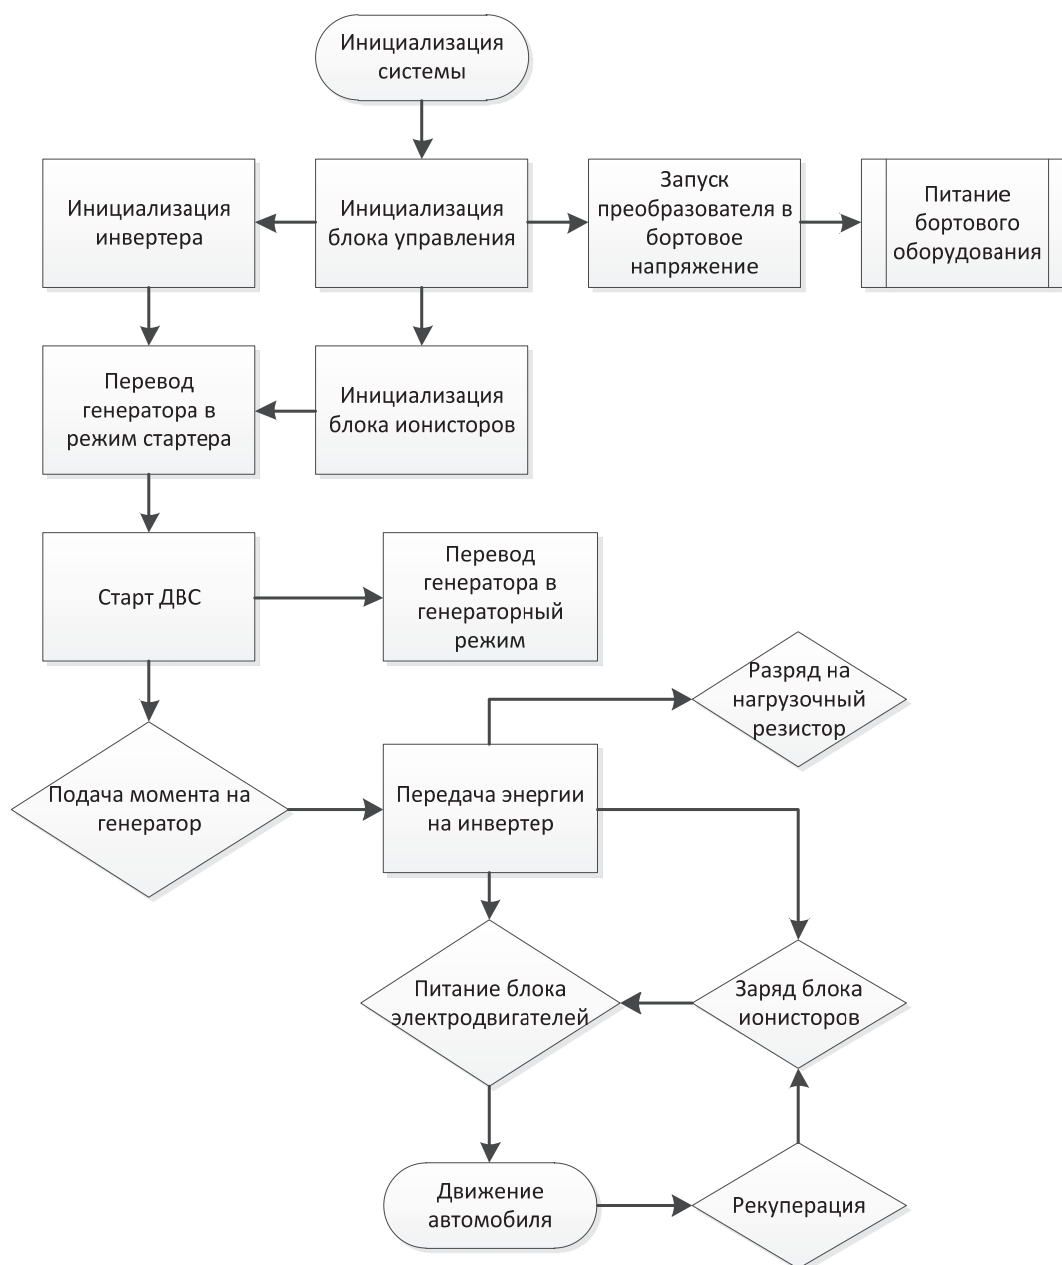 Инициализация
системы
Инициализация
инвертера
Инициализация
блока управления
Запуск
преобразователя в
бортовое
напряжение
Питание
бортового
оборудования
Перевод
генератора в
режим стартера
Инициализация
блока ионисторов
Старт ДВС
Перевод
генератора в
генераторный
режим
Разряд на
нагрузочный
резистор
Подача момента на
генератор
Передача энергии
на инвертер
Питание блока
электродвигателей
Заряд блока
ионисторов
Движение
автомобиля
Рекуперация